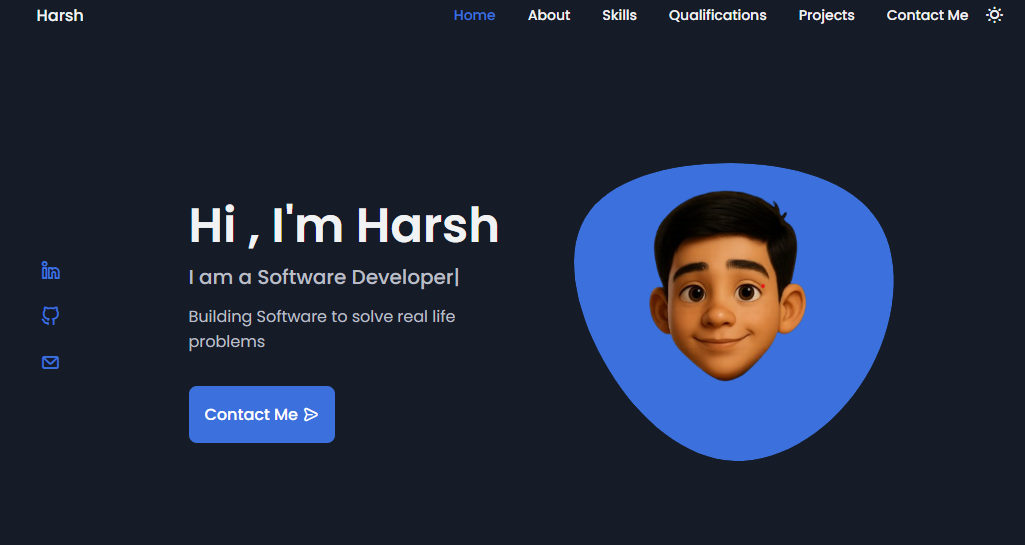 Harsh
Home About Skills Qualifications Projects Contact Me
Hi , I'm Harsh
I am a Software Developer|
Building Software to solve real life
problems
Contact Me